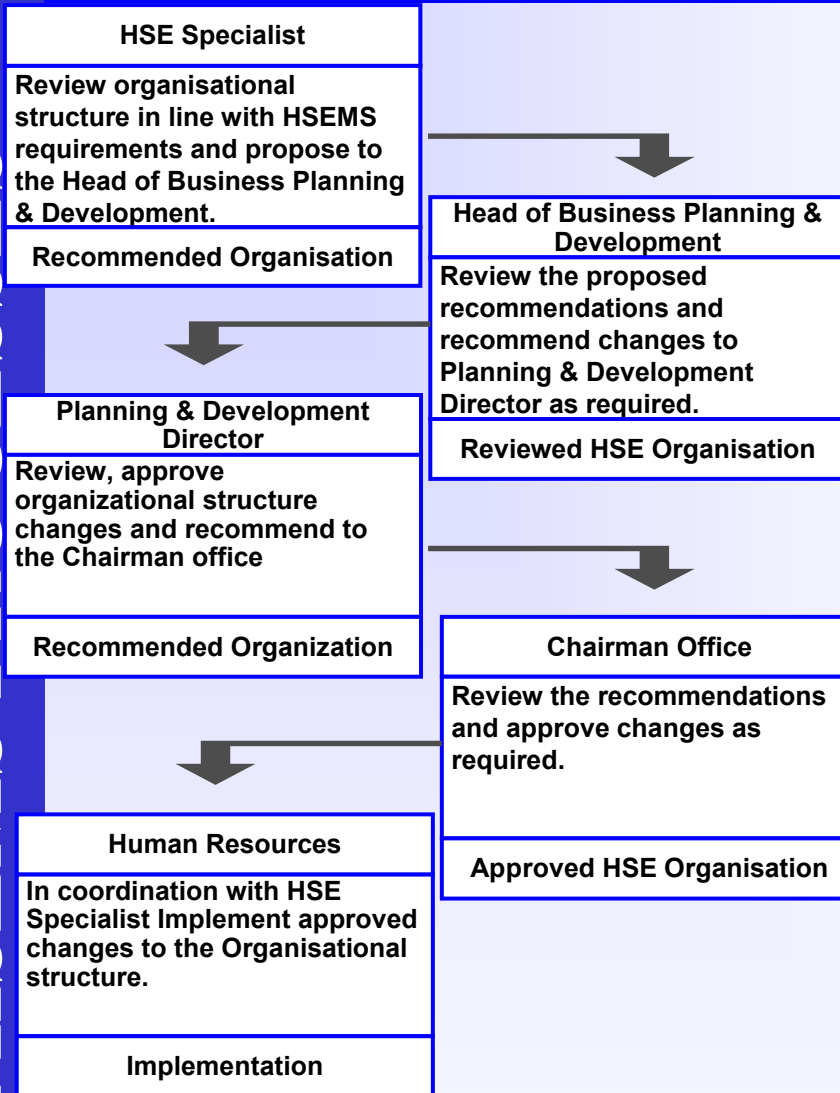 HSE Specialist
Review organisational
structure in line with HSEMS
requirements and propose to
the Head of Business Planning
& Development.
Recommended Organisation
Head of Business Planning &
Development
Review the proposed
recommendations and
recommend changes to
Planning & Development
Director as required.
Reviewed HSE Organisation
Planning & Development
Director
Review, approve
organizational structure
changes and recommend to
the Chairman office
Recommended Organization
Chairman Office
Review the recommendations
and approve changes as
required.
Approved HSE Organisation
Human Resources
In coordination with HSE
Specialist Implement approved
changes to the Organisational
structure.
Implementation